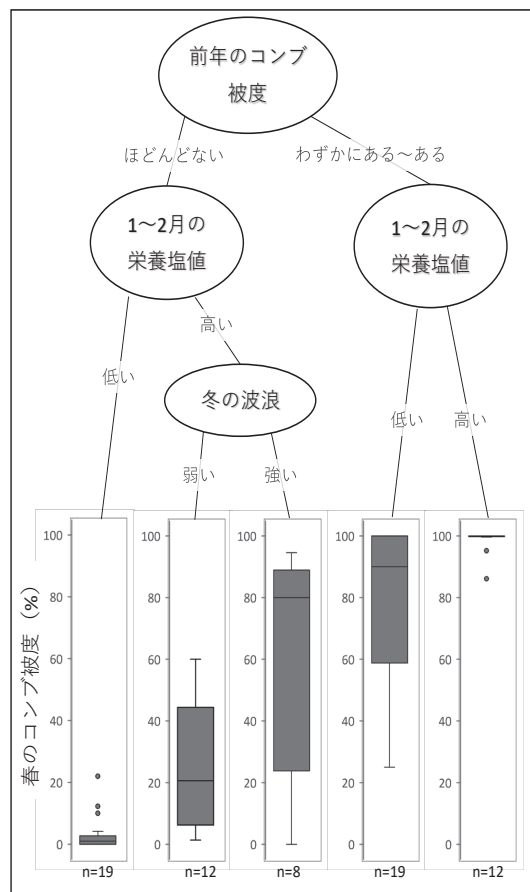 前年のコンブ
被度
ほどんどない
わずかにある～ある
1～2月の
栄養塩値
1～2月の
栄養塩値
高い
低い
冬の波浪
低い
高い
弱い
強い
春のコンブ被度（%）
100
80
60
40
20
0
100
80
60
40
20
0
100
80
60
40
20
0
100
80
60
40
20
0
100
80
60
40
20
0
n=19
n=12
n=8
n=19
n=12